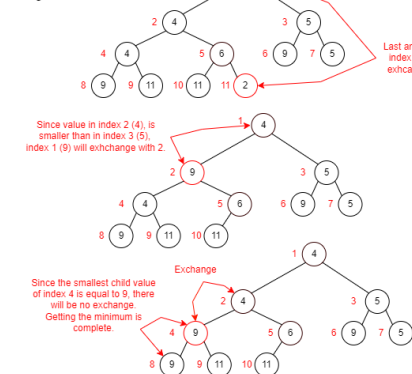 2 4 3 5
4 4 5 6 6 9 7 5
Last
index
8 9 9 11 10 11 11 2
Since value in index 2 (4), is
smaller than in index 3 (5),
index 1 (9) will exhchange with 2.
1 4
2 9 3 5
4 4 5 6 6 9 7 5
8 9 9 11 10 11
1 4
Exchange
Since the smallest child value
of index 4 is equal to 9, there
will be no exchange.
Getting the minimum is
complete.
2 4 3 5
4 9 5 6 6 9 7 5
8 9 9 11 10 11